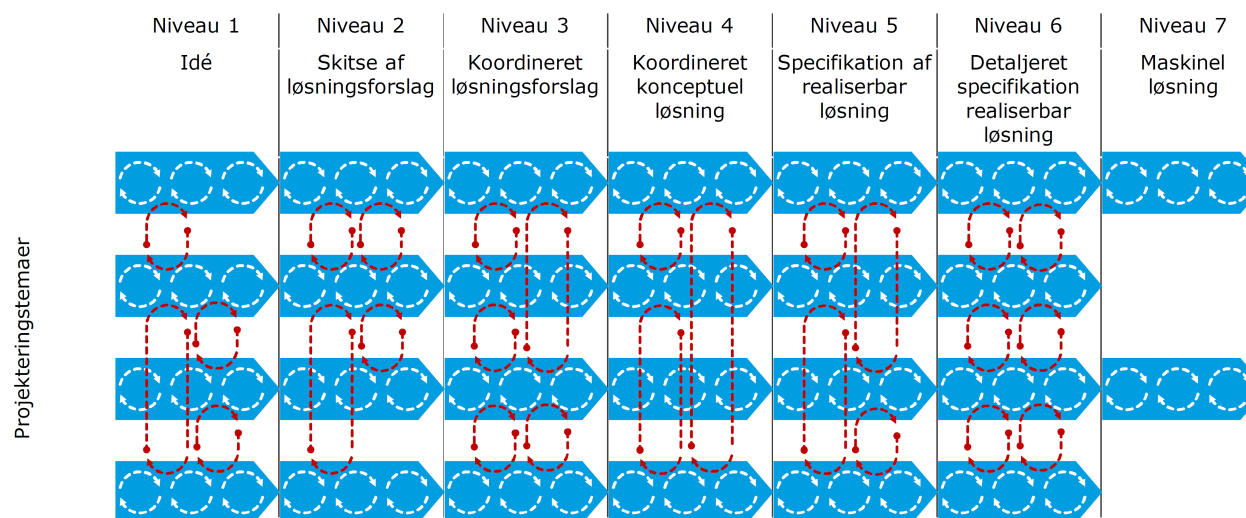 Niveau 1
Niveau 2
Niveau 3
Niveau 4
Niveau 5
Niveau 6
Niveau 7
Idé
Skitse af
løsningsforslag
Koordineret
løsningsforslag
Koordineret
konceptuel
løsning
Specifikation af
realiserbar
løsning
Detaljeret
specifikation
realiserbar
løsning
Maskinel
løsning
Projekteringstemaer